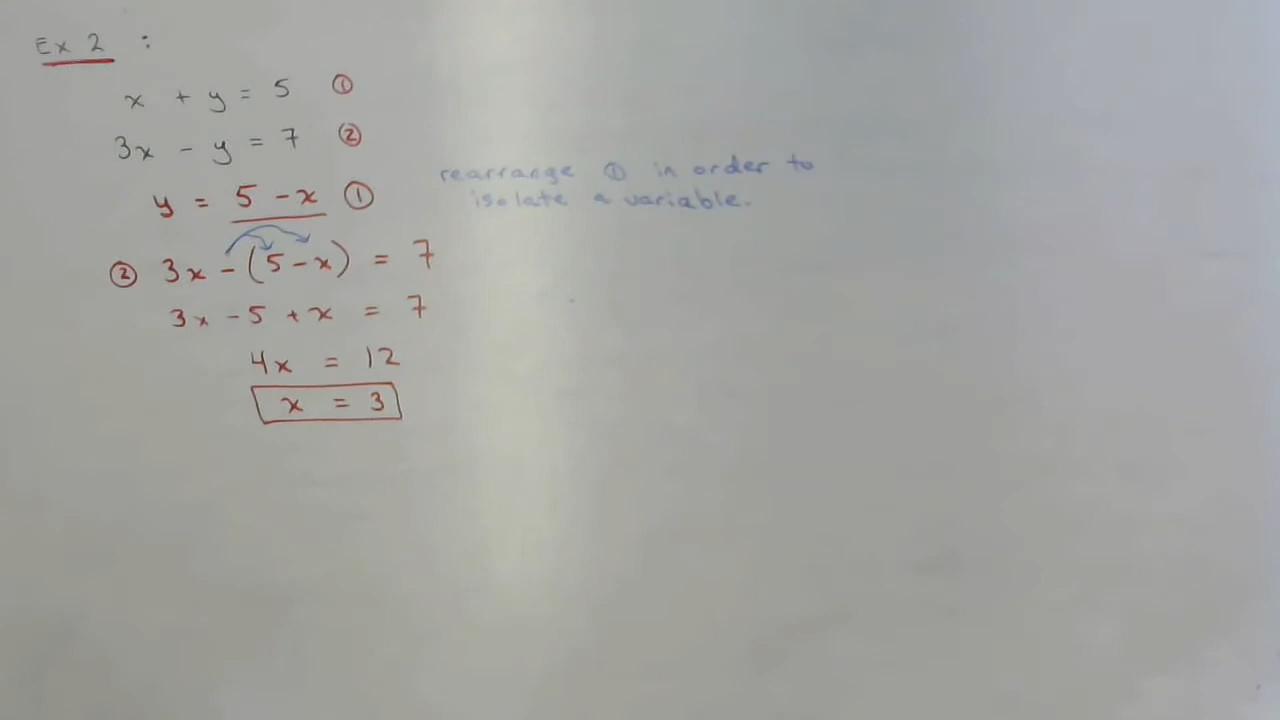 Ex 2 :
x + y = 5 ①
3x - y = 7 ②
rearrange ① in order to
isolate a variable.
y = 5 - x ①
② 3x - (5 - x) = 7
3x - 5 + x = 7
4x = 12
x = 3